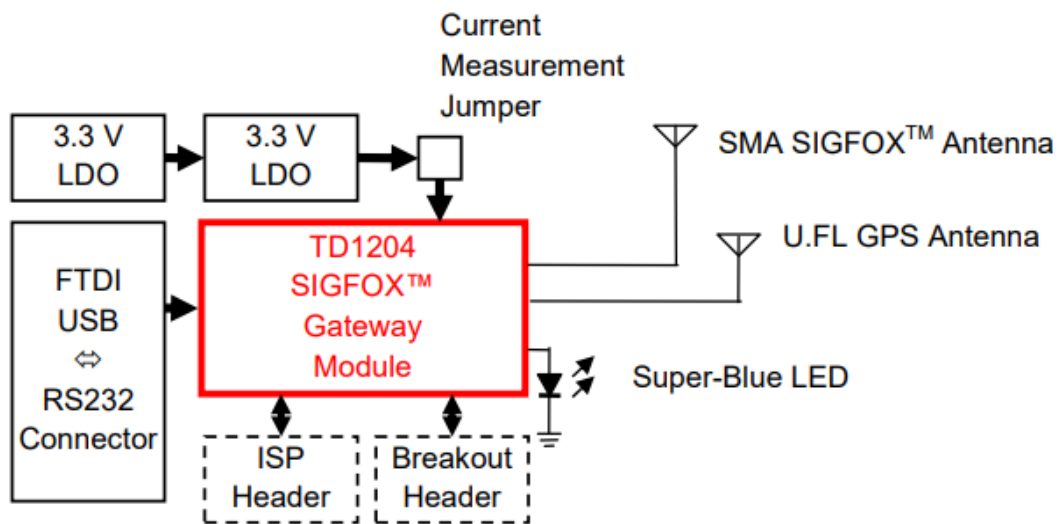 Current
Measurement
Jumper
3.3 V
LDO
3.3 V
LDO
SMA SIGFOX™ Antenna
U.FL GPS Antenna
TD1204
SIGFOX™
Gateway
Module
FTDI
USB
⇔
RS232
Connector
Super-Blue LED
ISP
Header
Breakout
Header